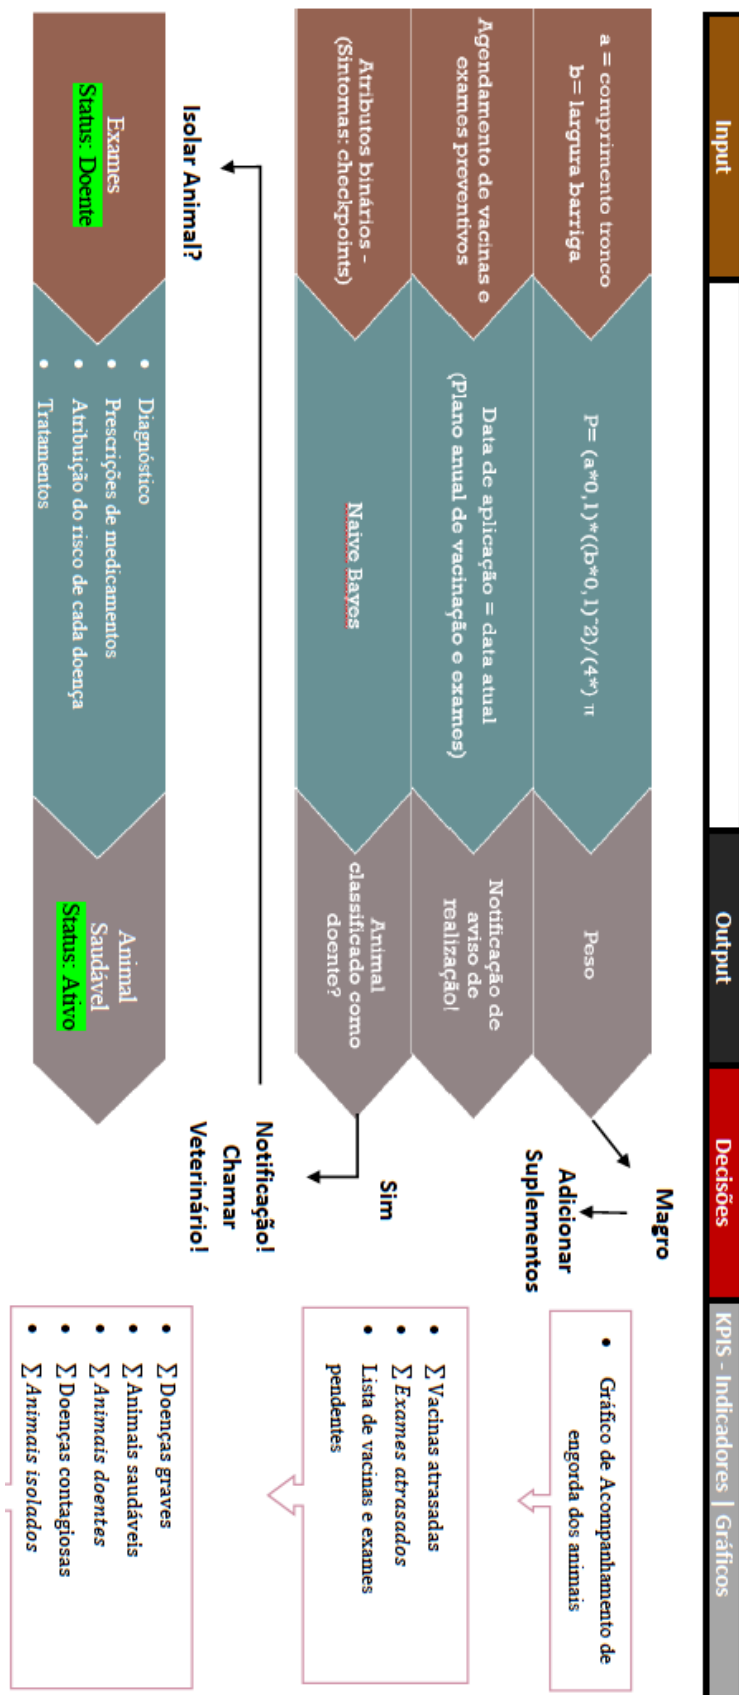 Input
Output
Decisões
KPIS - Indicadores | Gráficos
a = comprimento tronco
b= largura barriga
P= (a*0,1)*((b*0,1)^2)/(4*) π
Peso
Magro
Adicionar
Suplementos
• Gráfico de Acompanhamento de
engorda dos animais
Agendamento de vacinas e
exames preventivos
Data de aplicação = data atual
(Plano anual de vacinação e exames)
Notificação de
aviso de
realização!
Atributos binários -
(Sintomas: checkpoints)
Naive Bayes
Animal
classificado como
doente?
Sim
Notificação!
Chamar
Veterinário!
• ∑Vacinas atrasadas
• ∑Exames atrasados
• Lista de vacinas e exames
pendentes
Isolar Animal?
Exames
Status: Doente
• Diagnóstico
• Prescrições de medicamentos
• Atribuição do risco de cada doença
• Tratamentos
Animal
Saudável
Status: Ativo
• ∑Doenças graves
• ∑Animais saudáveis
• ∑Animais doentes
• ∑Doenças contagiosas
• ∑Animais isolados